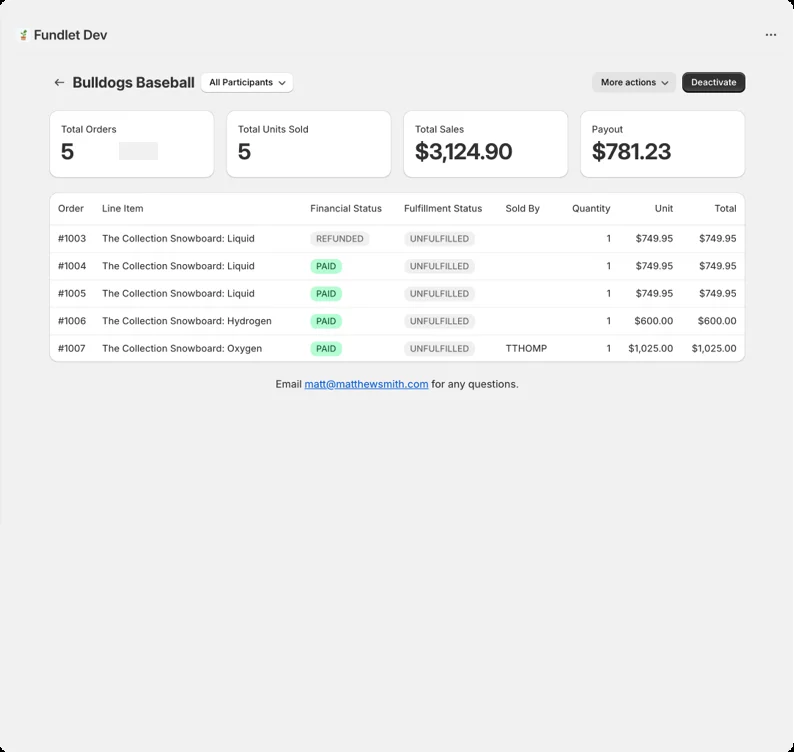 Fundlet Dev
Bulldogs Baseball All Participants More actions Deactivate
Total Orders Total Units Sold Total Sales Payout
5 5 $3,124.90 $781.23
Order Line Item Financial Status Fulfillment Status Sold By Quantity Unit Total
#1003 The Collection Snowboard: Liquid REFUNDED UNFULFILLED 1 $749.95 $749.95
#1004 The Collection Snowboard: Liquid PAID UNFULFILLED 1 $749.95 $749.95
#1005 The Collection Snowboard: Liquid PAID UNFULFILLED 1 $749.95 $749.95
#1006 The Collection Snowboard: Hydrogen PAID UNFULFILLED 1 $600.00 $600.00
#1007 The Collection Snowboard: Oxygen PAID UNFULFILLED TTHOMP 1 $1,025.00 $1,025.00
Email matt@matthewsmith.com for any questions.